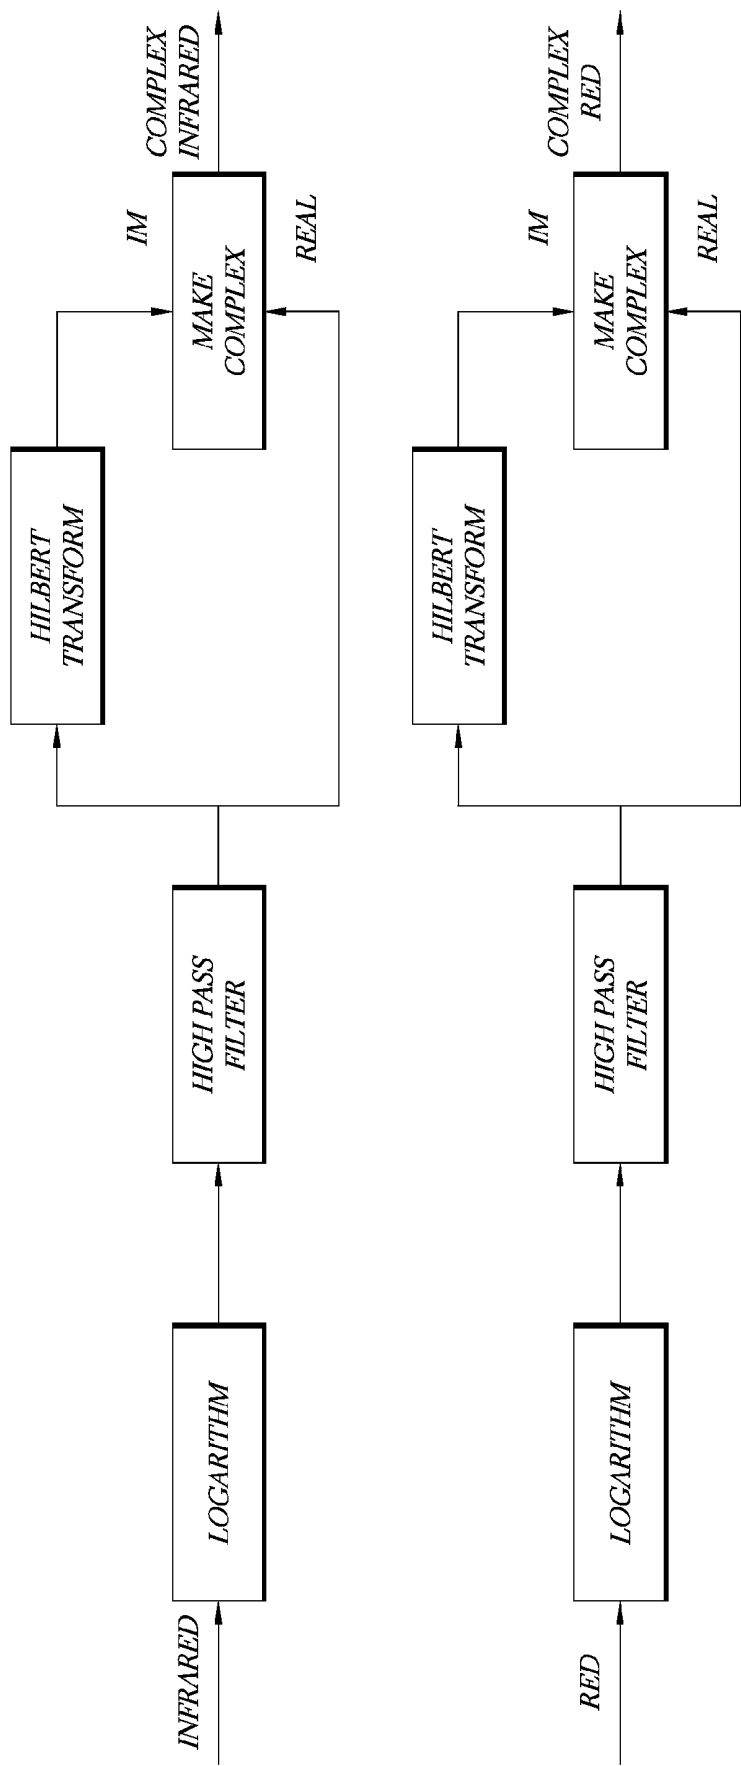 INFRARED
LOGARITHM
HIGH PASS
FILTER
HILBERT
TRANSFORM
IM
MAKE
COMPLEX
REAL
COMPLEX
INFRARED
RED
LOGARITHM
HIGH PASS
FILTER
HILBERT
TRANSFORM
IM
MAKE
COMPLEX
REAL
COMPLEX
RED